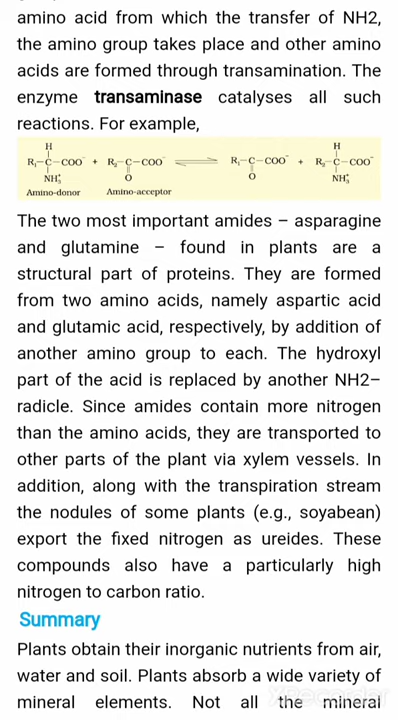 amino acid from which the transfer of NH2,
the amino group takes place and other amino
acids are formed through transamination. The
enzyme transaminase catalyses all such
reactions. For example,
H H
R₁–C–COO⁻ + R₂–C–COO⁻ ⇌ R₁–C–COO⁻ + R₂–C–COO⁻
NH₃⁺ O O NH₃⁺
Amino-donor Amino-acceptor
The two most important amides – asparagine
and glutamine – found in plants are a
structural part of proteins. They are formed
from two amino acids, namely aspartic acid
and glutamic acid, respectively, by addition of
another amino group to each. The hydroxyl
part of the acid is replaced by another NH2–
radicle. Since amides contain more nitrogen
than the amino acids, they are transported to
other parts of the plant via xylem vessels. In
addition, along with the transpiration stream
the nodules of some plants (e.g., soyabean)
export the fixed nitrogen as ureides. These
compounds also have a particularly high
nitrogen to carbon ratio.
Summary
Plants obtain their inorganic nutrients from air,
water and soil. Plants absorb a wide variety of
mineral elements. Not all the mineral
XRecorder